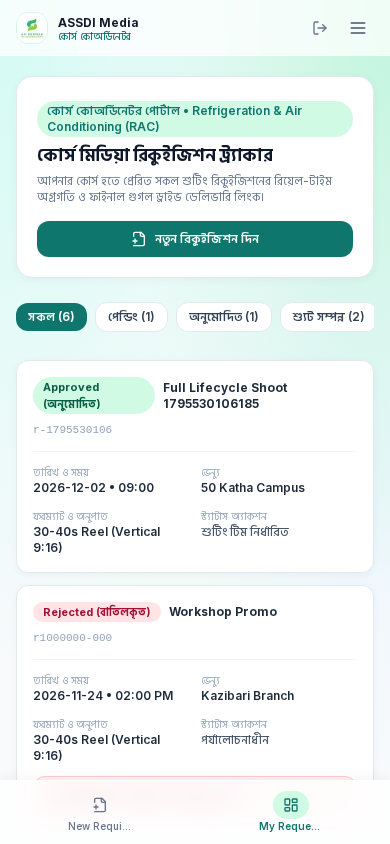 ASSDI Media
কোর্স কোঅর্ডিনেটর
কোর্স কোঅর্ডিনেটর পোর্টাল • Refrigeration & Air
Conditioning (RAC)
কোর্স মিডিয়া রিকুইজিশন ট্র্যাকার
আপনার কোর্স হতে প্রেরিত সকল শুটিং রিকুইজিশনের রিয়েল-টাইম
অগ্রগতি ও ফাইনাল গুগল ড্রাইভ ডেলিভারি লিংক।
নতুন রিকুইজিশন দিন
সকল (6)
পেন্ডিং (1)
অনুমোদিত (1)
শ্যুট সম্পন্ন (2)
Approved
(অনুমোদিত)
Full Lifecycle Shoot
1795530106185
r-1795530106
তারিখ ও সময়
ভেন্যু
2026-12-02 • 09:00
50 Katha Campus
ফরম্যাট ও অনুপাত
স্ট্যাটাস অ্যাকশন
30-40s Reel (Vertical
9:16)
শুটিং টিম নির্ধারিত
Rejected (বাতিলকৃত)
Workshop Promo
r1000000-000
তারিখ ও সময়
ভেন্যু
2026-11-24 • 02:00 PM
Kazibari Branch
ফরম্যাট ও অনুপাত
স্ট্যাটাস অ্যাকশন
30-40s Reel (Vertical
9:16)
পর্যালোচনাধীন
New Requi...
My Reque...